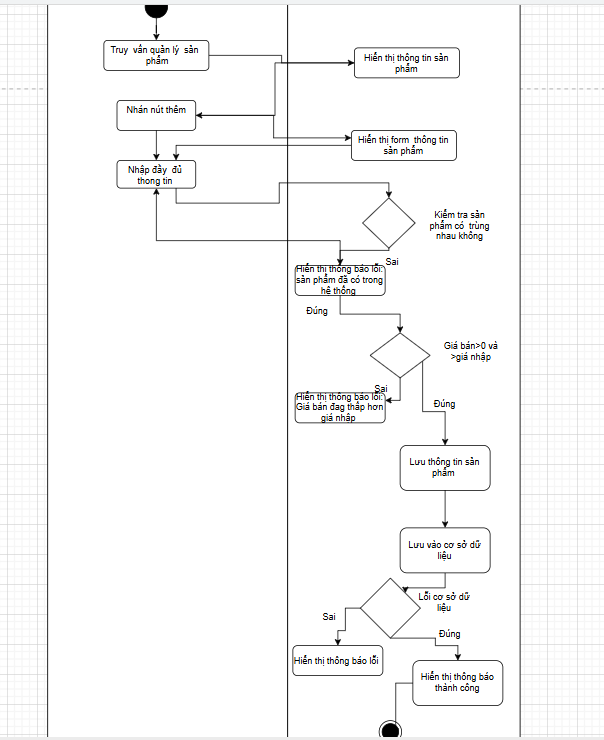 Truy vấn quản lý sản
phẩm
Hiển thị thông tin sản
phẩm
Nhán nút thêm
Hiển thị form thông tin
sản phẩm
Nhập đầy đủ
thong tin
Kiểm tra sản
phẩm có trùng
nhau không
Sai
Hiển thị thông báo lỗi:
sản phẩm đã có trong
hệ thống
Đúng
Giá bán>0 và
>giá nhập
Sai
Hiển thị thông báo lỗi:
Giá bán đag thấp hơn
giá nhập
Đúng
Lưu thông tin sản
phẩm
Lưu vào cơ sở dữ
liệu
Lỗi cơ sở dữ
liệu
Sai
Đúng
Hiển thị thông báo lỗi
Hiển thị thông báo
thành công